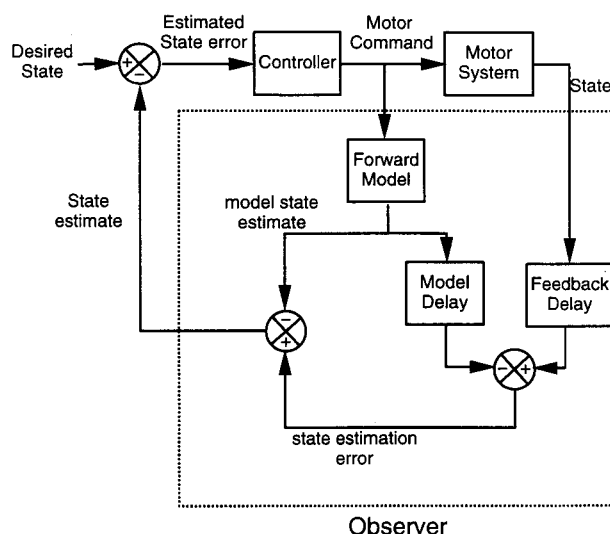 Desired
State
+
−
Estimated
State error
Controller
Motor
Command
Motor
System
State
State
estimate
Forward
Model
model state
estimate
Model
Delay
Feedback
Delay
−
+
− +
state estimation
error
Observer